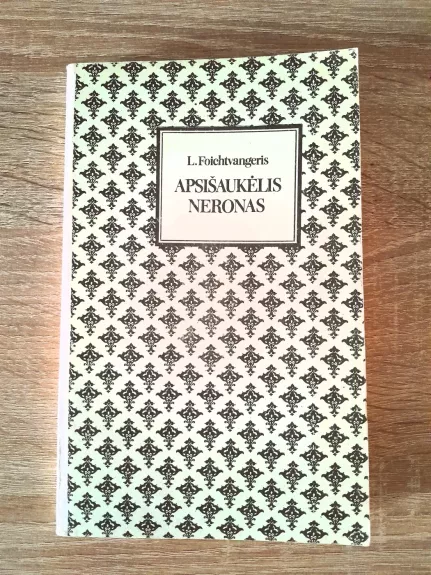 L. Foichtvangeris
APSIŠAUKĖLIS
NERONAS